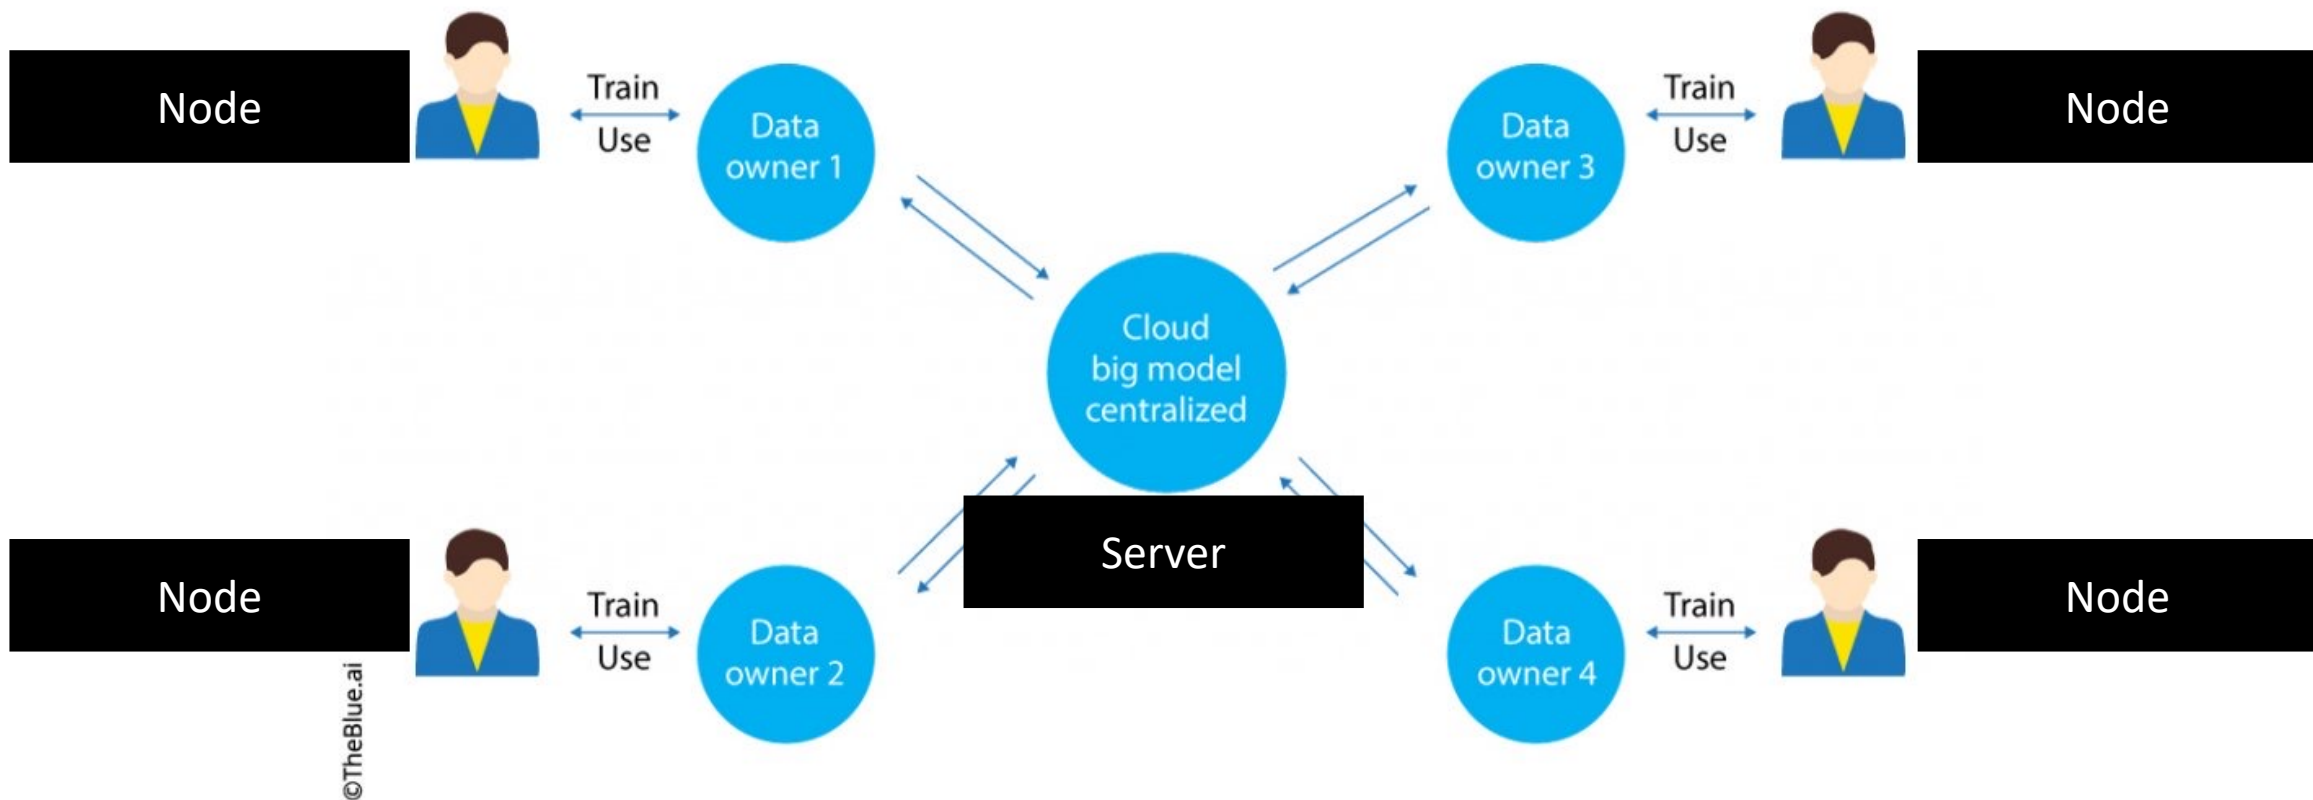 Node
Train
Use
Data
owner 1
Data
owner 3
Train
Use
Node
Cloud
big model
centralized
Server
Node
Train
Use
Data
owner 2
Data
owner 4
Train
Use
Node
©TheBlue.ai